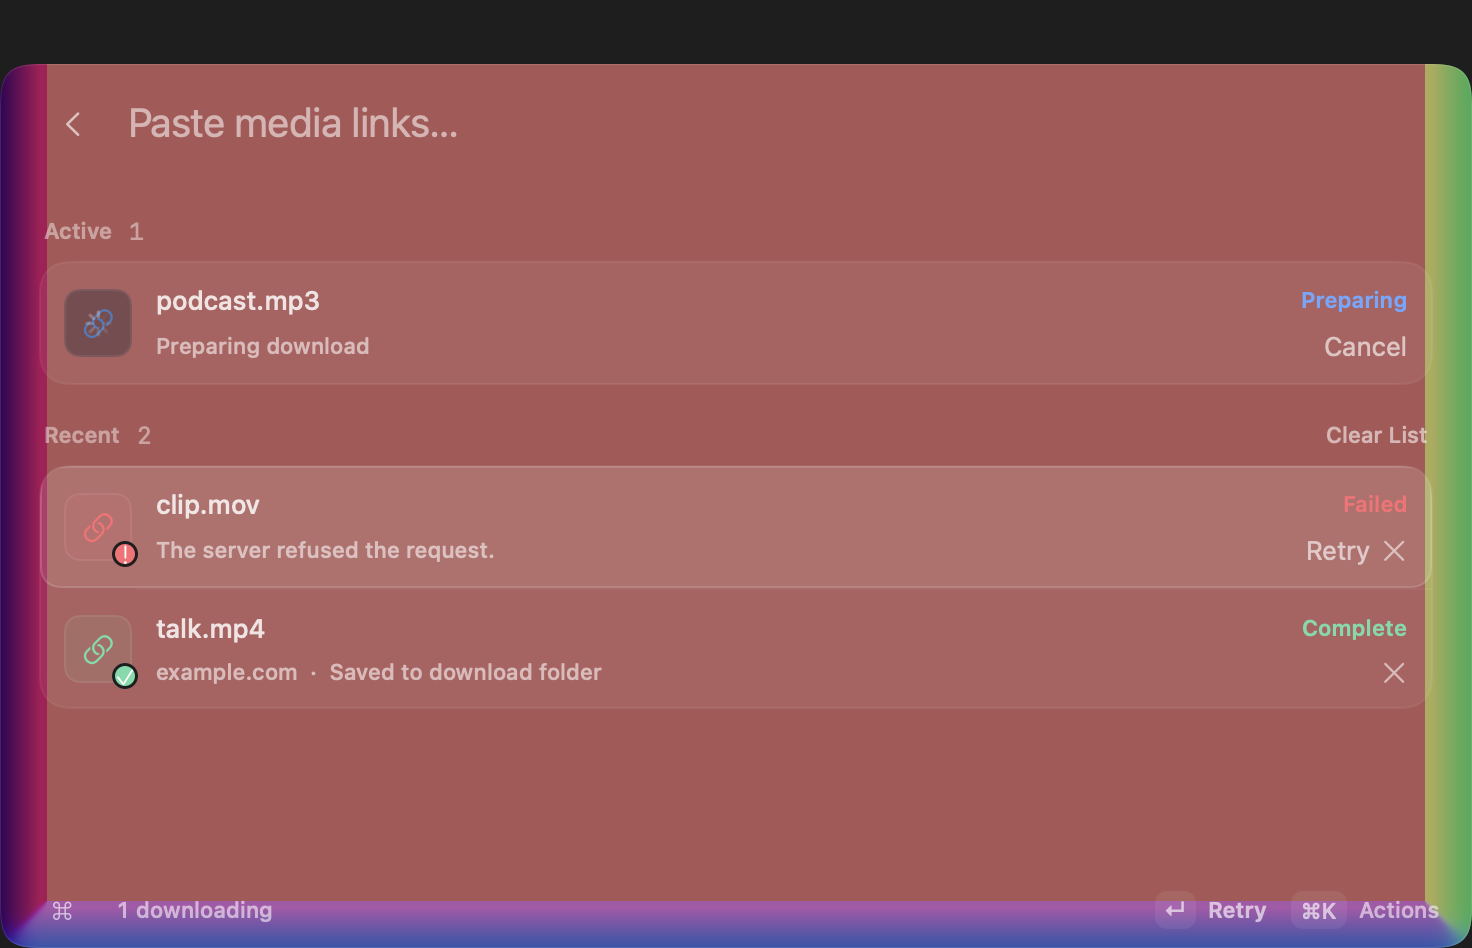 Paste media links...
Active 1
podcast.mp3
Preparing
Preparing download
Cancel
Recent 2
Clear List
clip.mov
Failed
The server refused the request.
Retry
talk.mp4
Complete
example.com · Saved to download folder
⌘ 1 downloading
Retry ⌘K Actions